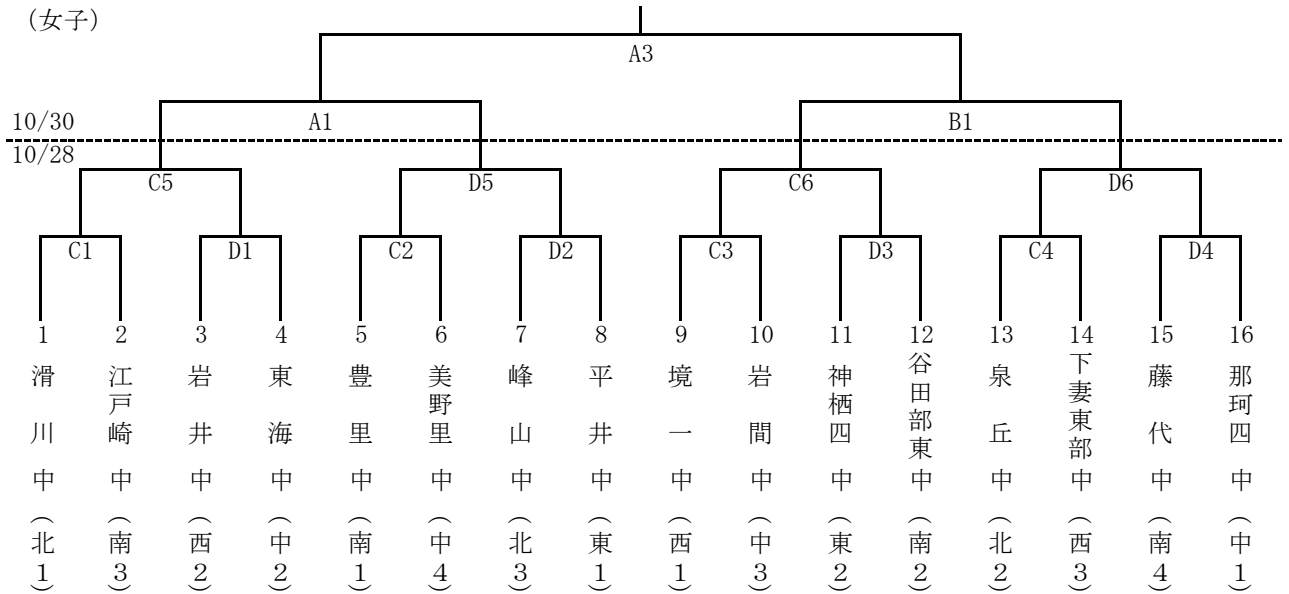 （女子）
A3
10/30
A1
B1
10/28
C5
D5
C6
D6
C1
D1
C2
D2
C3
D3
C4
D4
1 2 3 4 5 6 7 8 9 10 11 12 13 14 15 16
滑川中（北１）
江戸崎中（南３）
岩井中（西２）
東海中（中２）
豊里中（南１）
美野里中（中４）
峰山中（北３）
平井中（東１）
境一中（西１）
岩間中（中３）
神栖四中（東２）
谷田部東中（南２）
泉丘中（北２）
下妻東部中（西３）
藤代中（南４）
那珂四中（中１）